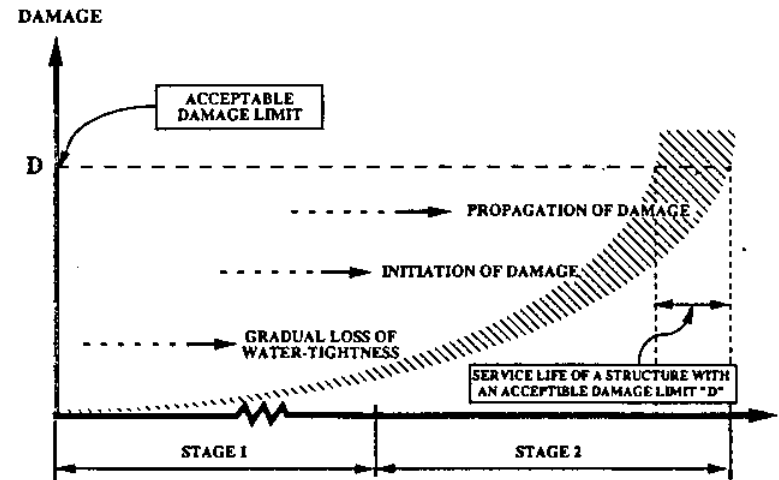 DAMAGE
ACCEPTABLE
DAMAGE LIMIT
D
PROPAGATION OF DAMAGE
INITIATION OF DAMAGE
GRADUAL LOSS OF
WATER-TIGHTNESS
SERVICE LIFE OF A STRUCTURE WITH
AN ACCEPTIBLE DAMAGE LIMIT "D"
STAGE 1
STAGE 2